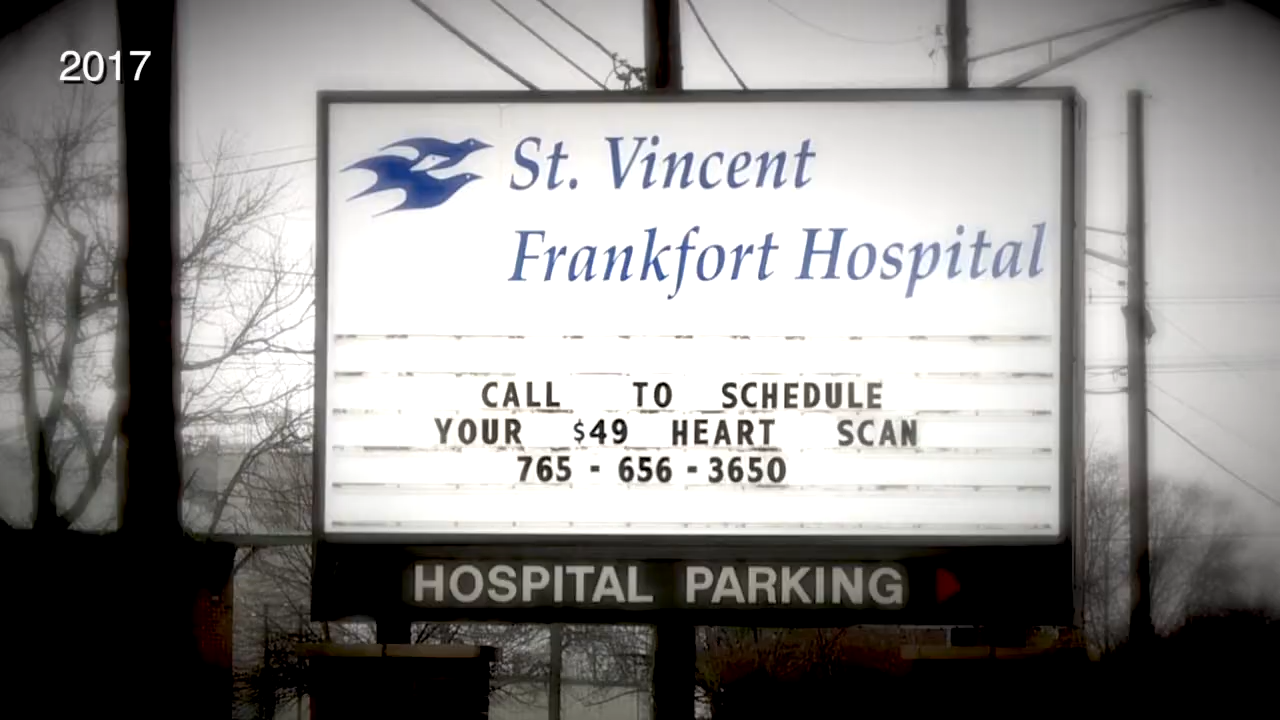 2017
St. Vincent
Frankfort Hospital
CALL TO SCHEDULE
YOUR $49 HEART SCAN
765 - 656 - 3650
HOSPITAL PARKING